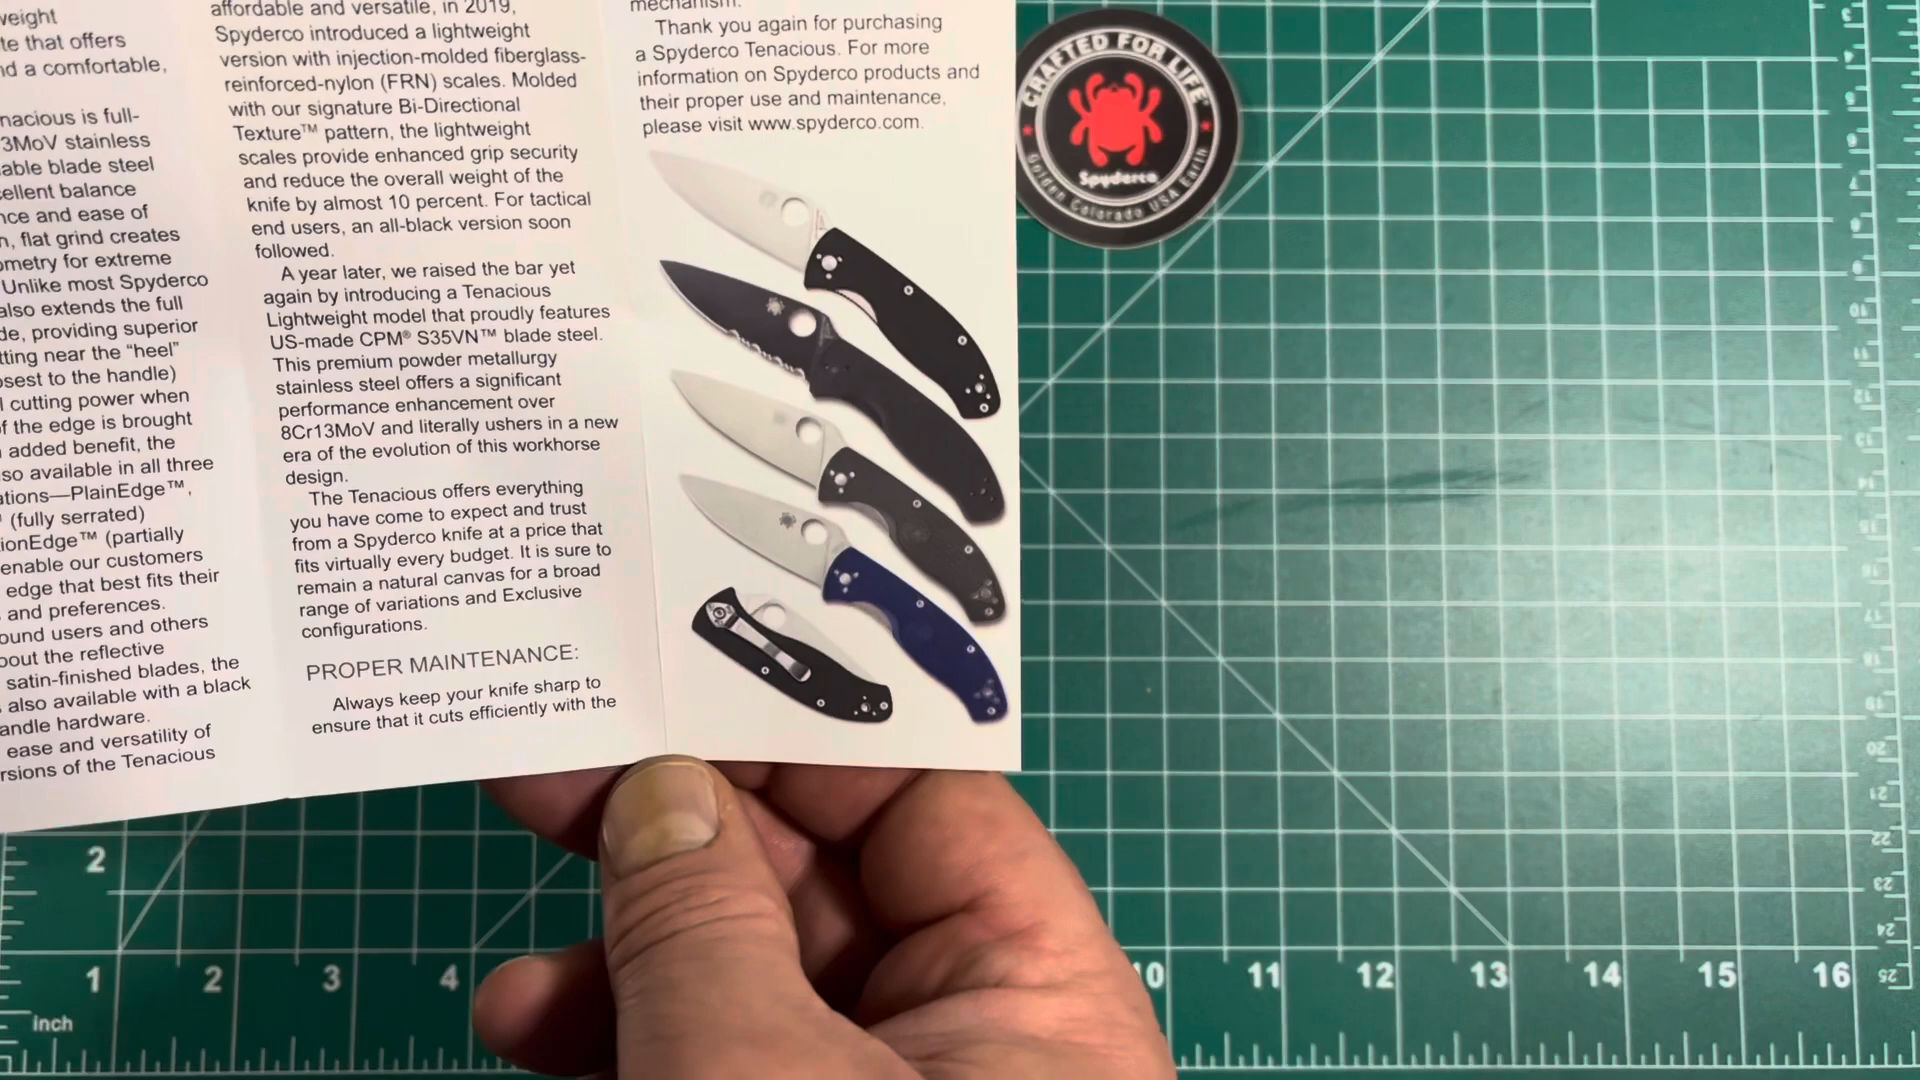 weight
te that offers
nd a comfortable,
nacious is full-
3MoV stainless
able blade steel
cellent balance
nce and ease of
n, flat grind creates
ometry for extreme
Unlike most Spyderco
also extends the full
de, providing superior
tting near the “heel”
osest to the handle)
l cutting power when
of the edge is brought
added benefit, the
so available in all three
ations—PlainEdge™,
(fully serrated)
ionEdge™ (partially
enable our customers
edge that best fits their
and preferences.
ound users and others
bout the reflective
satin-finished blades, the
also available with a black
andle hardware.
ease and versatility of
rsions of the Tenacious
affordable and versatile, in 2019,
Spyderco introduced a lightweight
version with injection-molded fiberglass-
reinforced-nylon (FRN) scales. Molded
with our signature Bi-Directional
Texture™ pattern, the lightweight
scales provide enhanced grip security
and reduce the overall weight of the
knife by almost 10 percent. For tactical
end users, an all-black version soon
followed.
A year later, we raised the bar yet
again by introducing a Tenacious
Lightweight model that proudly features
US-made CPM® S35VN™ blade steel.
This premium powder metallurgy
stainless steel offers a significant
performance enhancement over
8Cr13MoV and literally ushers in a new
era of the evolution of this workhorse
design.
The Tenacious offers everything
you have come to expect and trust
from a Spyderco knife at a price that
fits virtually every budget. It is sure to
remain a natural canvas for a broad
range of variations and Exclusive
configurations.
PROPER MAINTENANCE:
Always keep your knife sharp to
ensure that it cuts efficiently with the
mechanism.
Thank you again for purchasing
a Spyderco Tenacious. For more
information on Spyderco products and
their proper use and maintenance,
please visit www.spyderco.com.
CRAFTED FOR LIFE
Spyderco
Golden Colorado USA Earth
2
1 2 3 4 10 11 12 13 14 15 16
inch
10
13
15
17
19
20
21
22
23
24
25